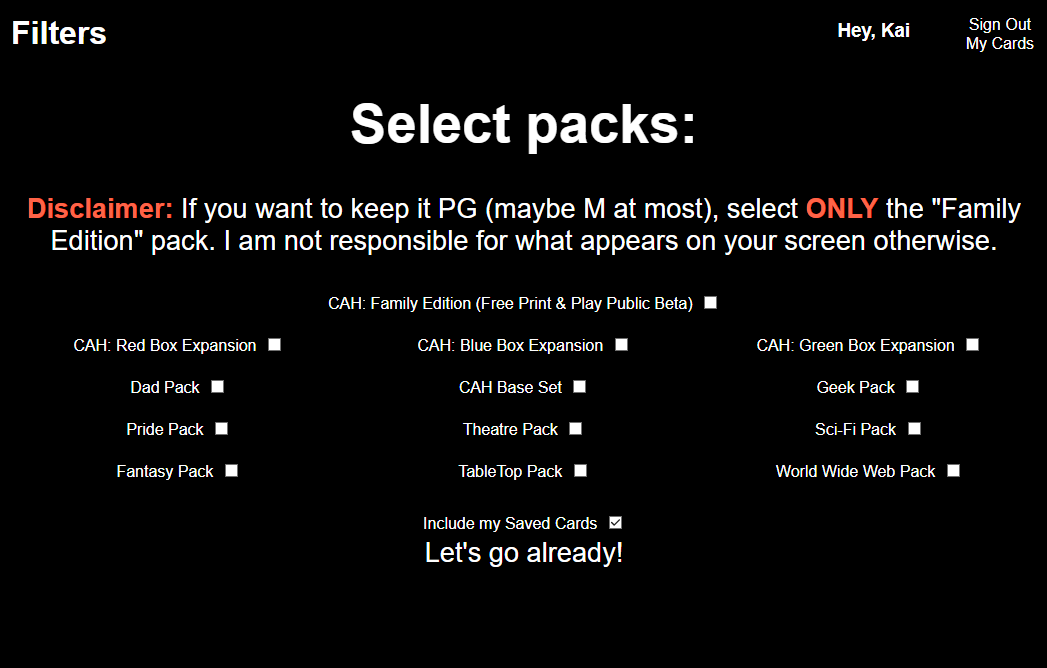 Filters
Hey, Kai
Sign Out
My Cards
Select packs:
Disclaimer: If you want to keep it PG (maybe M at most), select ONLY the "Family
Edition" pack. I am not responsible for what appears on your screen otherwise.
CAH: Family Edition (Free Print & Play Public Beta)
CAH: Red Box Expansion
CAH: Blue Box Expansion
CAH: Green Box Expansion
Dad Pack
CAH Base Set
Geek Pack
Pride Pack
Theatre Pack
Sci-Fi Pack
Fantasy Pack
TableTop Pack
World Wide Web Pack
Include my Saved Cards
Let's go already!